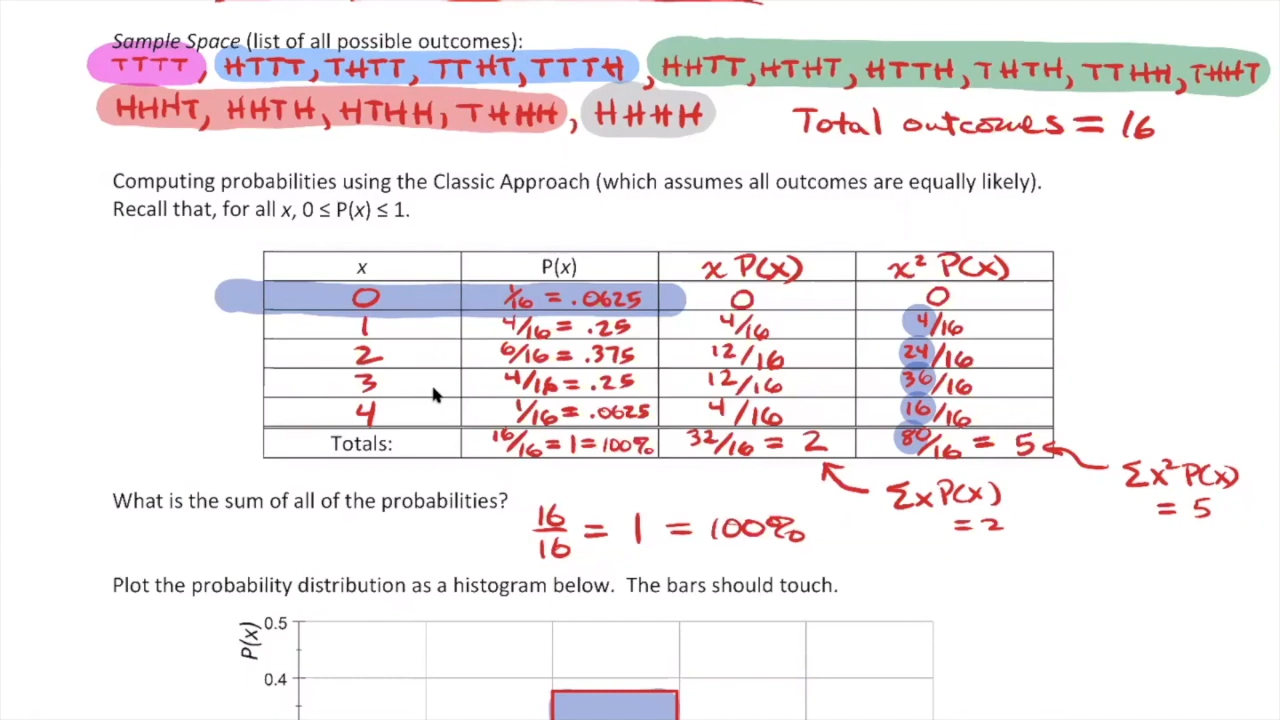 Sample Space (list of all possible outcomes):
TTTT, HTTT, THTT, TTHT, TTTH, HHTT, HTHT, HTTH, THTH, TTHH, THHT
HHHT, HHTH, HTHH, THHH, HHHH
Total outcomes = 16
Computing probabilities using the Classic Approach (which assumes all outcomes are equally likely).
Recall that, for all x, 0 ≤ P(x) ≤ 1.
x P(x) x P(x) x² P(x)
0 1/16 = .0625 0 0
1 4/16 = .25 4/16 4/16
2 6/16 = .375 12/16 24/16
3 4/16 = .25 12/16 36/16
4 1/16 = .0625 4/16 16/16
Totals: 16/16 = 1 = 100% 32/16 = 2 80/16 = 5
Σx²P(x)
= 5
Σx P(x)
= 2
What is the sum of all of the probabilities?
16/16 = 1 = 100%
Plot the probability distribution as a histogram below. The bars should touch.
P(x)
0.5
0.4